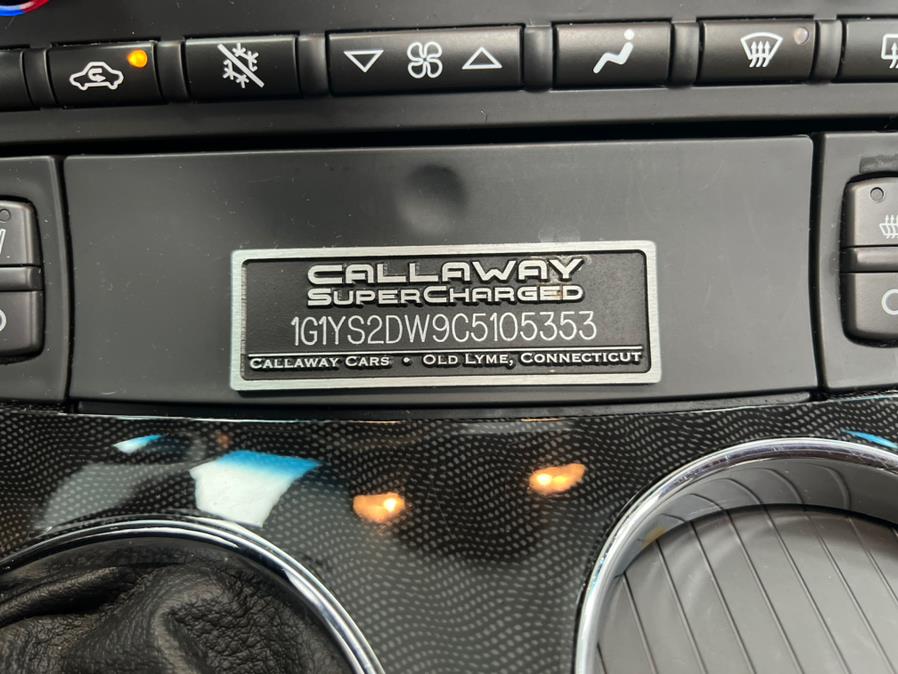 CALLAWAY
SUPERCHARGED
1G1YS2DW9C5105353
CALLAWAY CARS • OLD LYME, CONNECTICUT